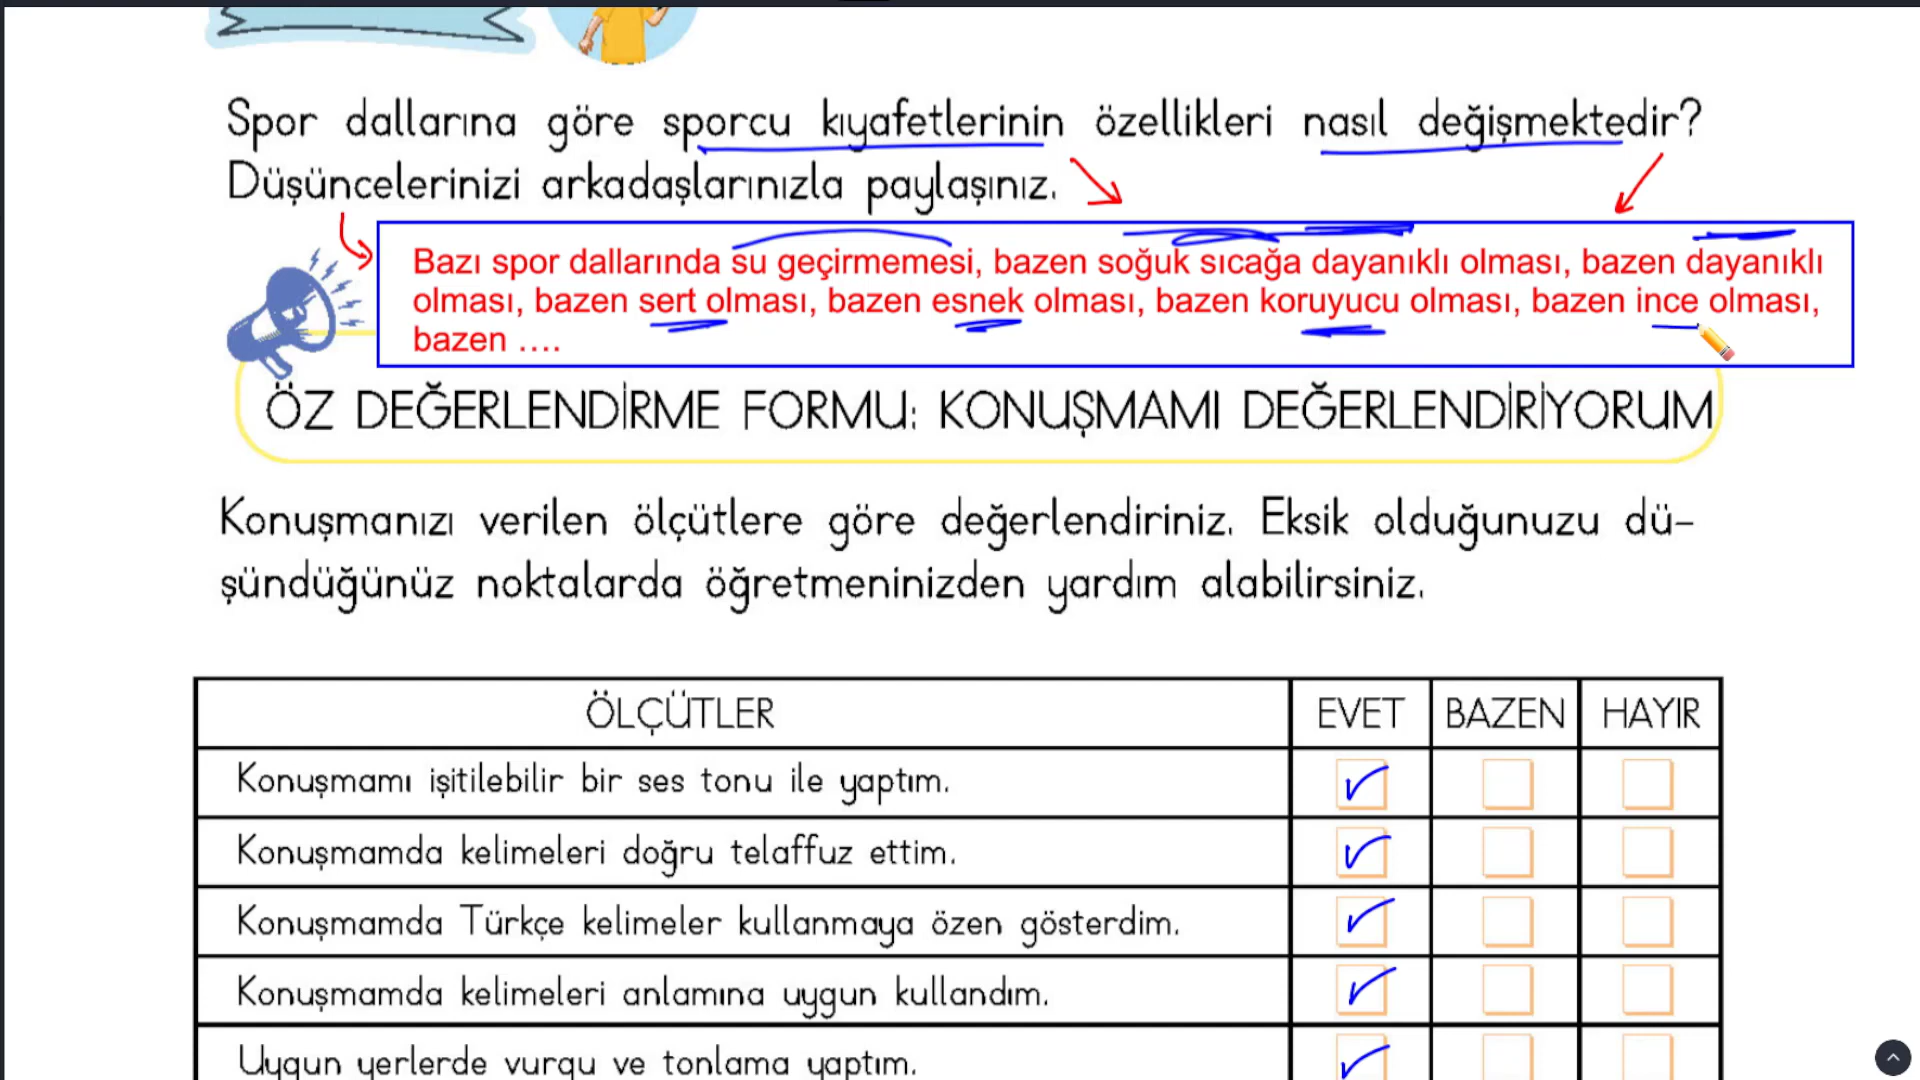 Spor dallarına göre sporcu kıyafetlerinin özellikleri nasıl değişmektedir?
Düşüncelerinizi arkadaşlarınızla paylaşınız.
Bazı spor dallarında su geçirmemesi, bazen soğuk sıcağa dayanıklı olması, bazen dayanıklı
olması, bazen sert olması, bazen esnek olması, bazen koruyucu olması, bazen ince olması,
bazen ....
ÖZ DEĞERLENDİRME FORMU: KONUŞMAMI DEĞERLENDİRİYORUM
Konuşmanızı verilen ölçütlere göre değerlendiriniz. Eksik olduğunuzu dü-
şündüğünüz noktalarda öğretmeninizden yardım alabilirsiniz.
ÖLÇÜTLER EVET BAZEN HAYIR
Konuşmamı işitilebilir bir ses tonu ile yaptım.
Konuşmamda kelimeleri doğru telaffuz ettim.
Konuşmamda Türkçe kelimeler kullanmaya özen gösterdim.
Konuşmamda kelimeleri anlamına uygun kullandım.
Uygun yerlerde vurgu ve tonlama yaptım.